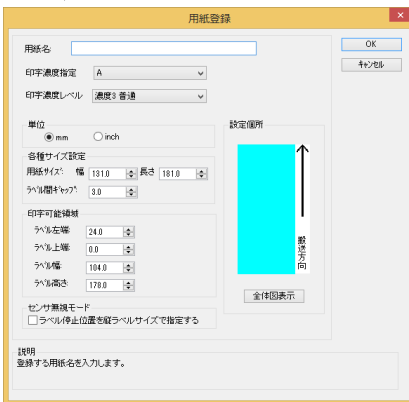 用紙登録
用紙名:
OK
キャンセル
印字濃度指定 A
印字濃度レベル 濃度3 普通
単位
mm inch
設定個所
各種サイズ設定
用紙サイズ: 幅 131.0 長さ 181.0
ラベル間ギャップ: 3.0
印字可能領域
ラベル左端: 24.0
ラベル上端: 0.0
ラベル幅: 104.0
ラベル高さ: 178.0
搬送方向
全体図表示
センサ無視モード
ラベル停止位置を縦ラベルサイズで指定する
説明
登録する用紙名を入力します。